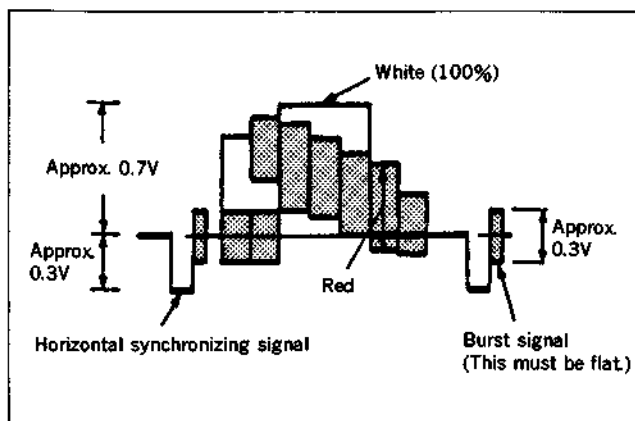 White (100%)
Approx. 0.7V
Approx.
0.3V
Approx.
0.3V
Red
Horizontal synchronizing signal
Burst signal
(This must be flat.)